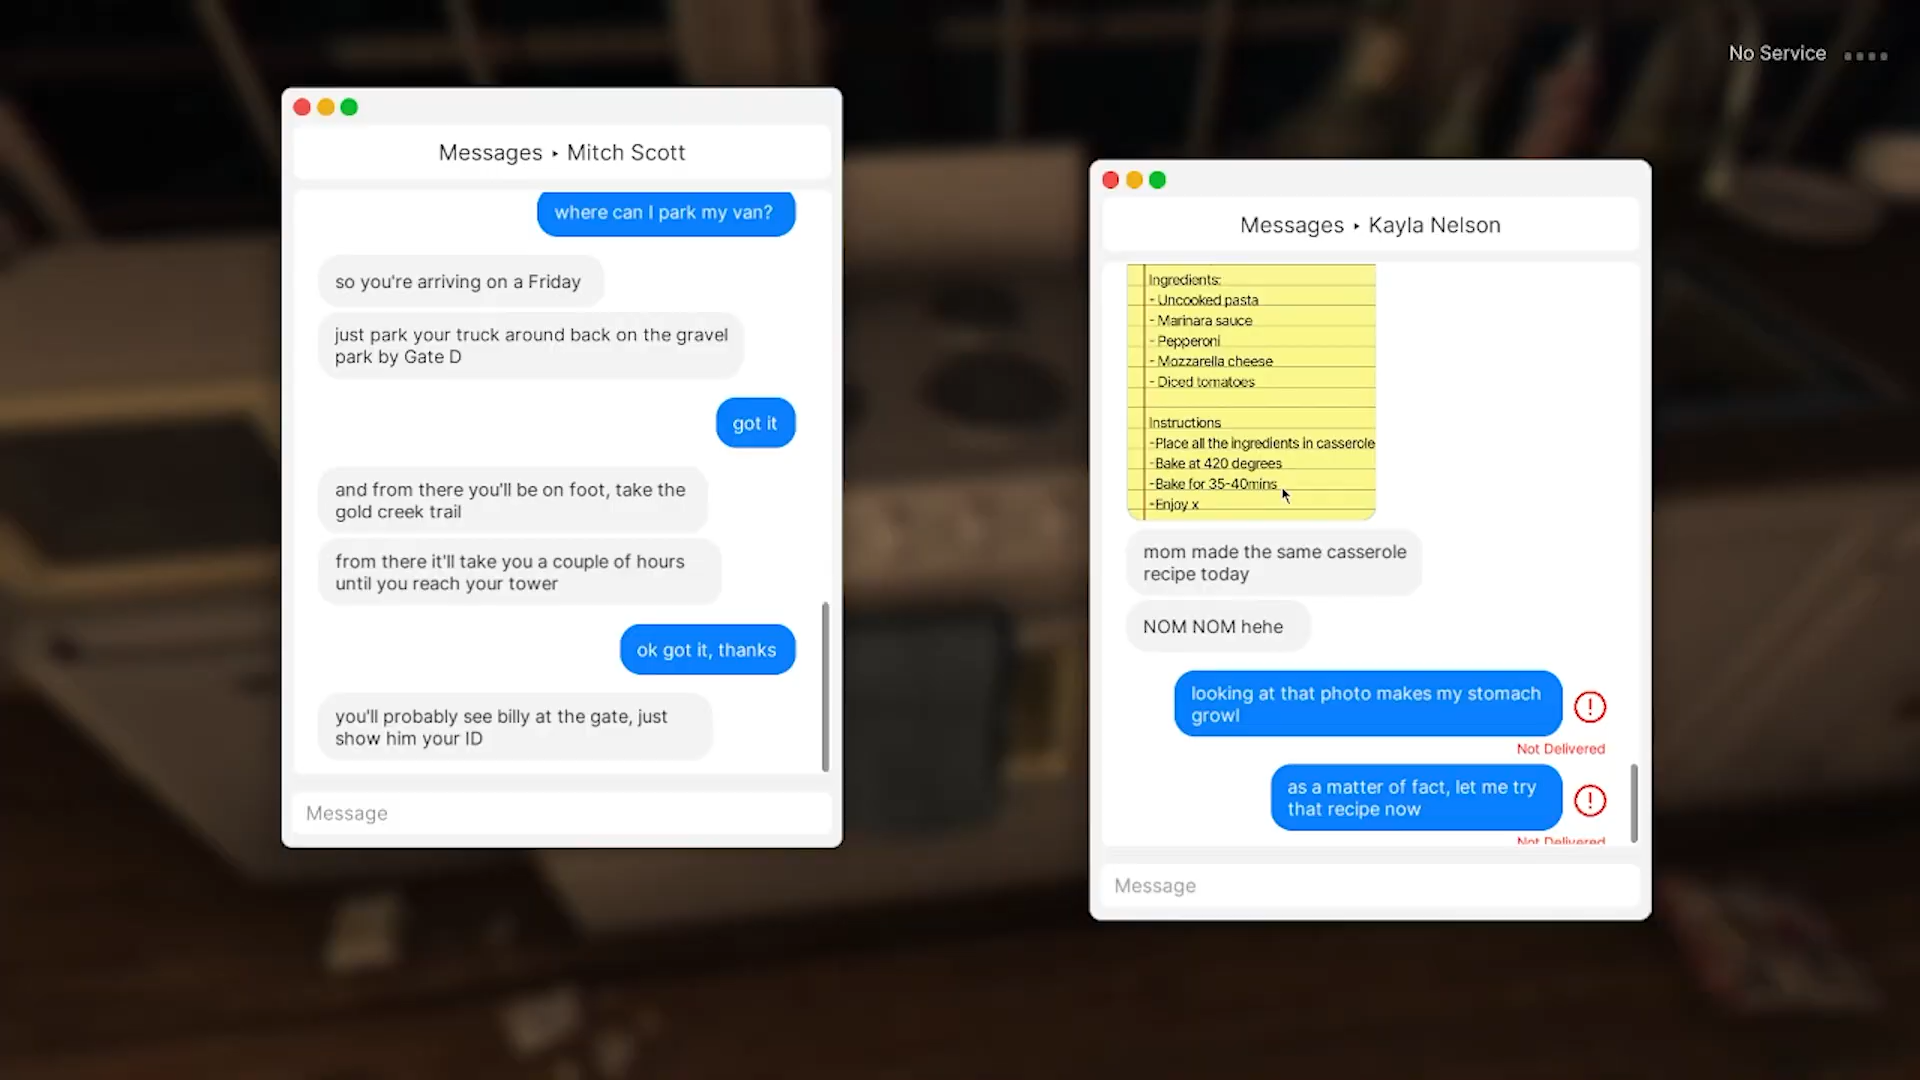 No Service
Messages ▸ Mitch Scott
where can I park my van?
so you're arriving on a Friday
just park your truck around back on the gravel
park by Gate D
got it
and from there you'll be on foot, take the
gold creek trail
from there it'll take you a couple of hours
until you reach your tower
ok got it, thanks
you'll probably see billy at the gate, just
show him your ID
Message
Messages ▸ Kayla Nelson
Ingredients:
- Uncooked pasta
- Marinara sauce
- Pepperoni
- Mozzarella cheese
- Diced tomatoes
Instructions
-Place all the ingredients in casserole
-Bake at 420 degrees
-Bake for 35-40mins
-Enjoy x
mom made the same casserole
recipe today
NOM NOM hehe
looking at that photo makes my stomach
growl
Not Delivered
as a matter of fact, let me try
that recipe now
Not Delivered
Message